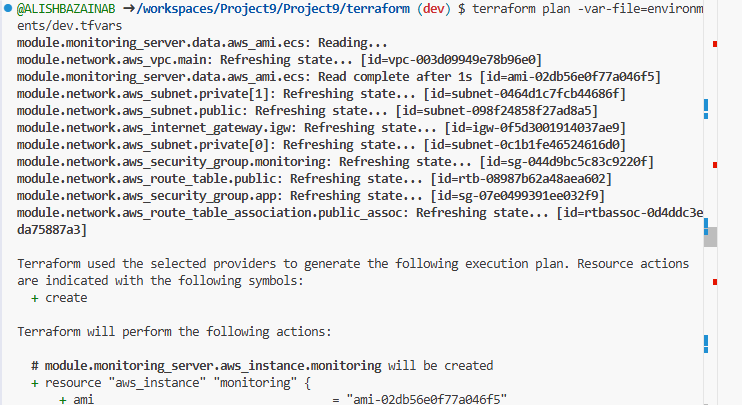 @ALISHBAZAINAB →/workspaces/Project9/Project9/terraform (dev) $ terraform plan -var-file=environm
ents/dev.tfvars
module.monitoring_server.data.aws_ami.ecs: Reading...
module.network.aws_vpc.main: Refreshing state... [id=vpc-003d09949e78b96e0]
module.monitoring_server.data.aws_ami.ecs: Read complete after 1s [id=ami-02db56e0f77a046f5]
module.network.aws_subnet.private[1]: Refreshing state... [id=subnet-0464d1c7fcb44686f]
module.network.aws_subnet.public: Refreshing state... [id=subnet-098f24858f27ad8a5]
module.network.aws_internet_gateway.igw: Refreshing state... [id=igw-0f5d3001914037ae9]
module.network.aws_subnet.private[0]: Refreshing state... [id=subnet-0c1b1fe46524616d0]
module.network.aws_security_group.monitoring: Refreshing state... [id=sg-044d9bc5c83c9220f]
module.network.aws_route_table.public: Refreshing state... [id=rtb-08987b62a48aea602]
module.network.aws_security_group.app: Refreshing state... [id=sg-07e0499391ee032f9]
module.network.aws_route_table_association.public_assoc: Refreshing state... [id=rtbassoc-0d4ddc3e
da75887a3]
Terraform used the selected providers to generate the following execution plan. Resource actions
are indicated with the following symbols:
+ create
Terraform will perform the following actions:
# module.monitoring_server.aws_instance.monitoring will be created
+ resource "aws_instance" "monitoring" {
+ ami = "ami-02db56e0f77a046f5"